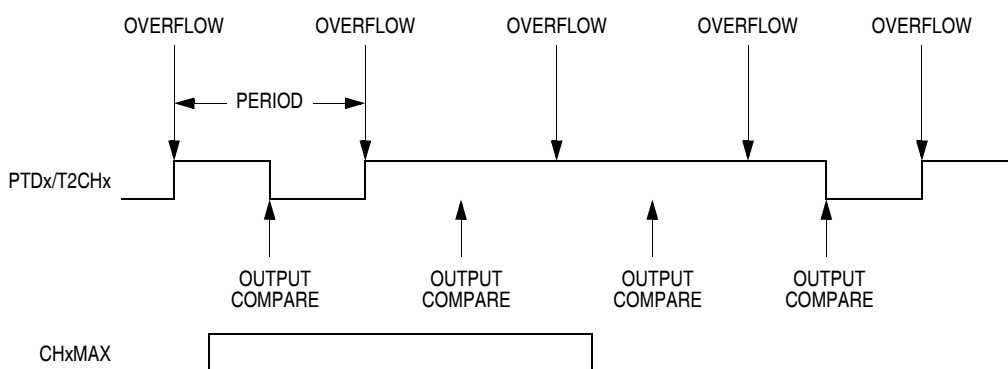 OVERFLOW OVERFLOW OVERFLOW OVERFLOW OVERFLOW
PERIOD
PTDx/T2CHx
OUTPUT COMPARE
OUTPUT COMPARE
OUTPUT COMPARE
OUTPUT COMPARE
CHxMAX